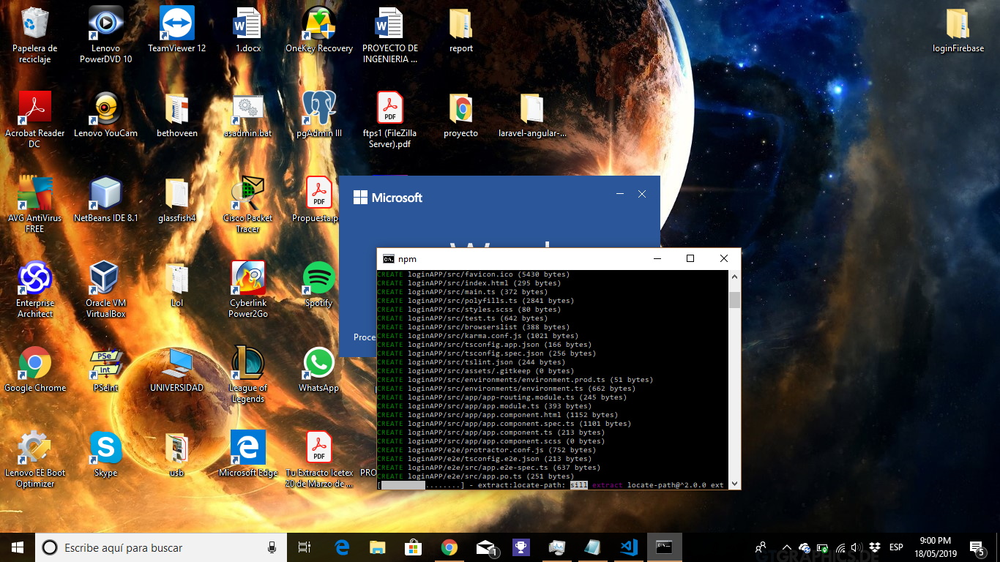 Papelera de
reciclaje
Lenovo
PowerDVD 10
TeamViewer 12
1.docx
OneKey Recovery
PROYECTO DE
INGENIERIA ...
report
loginFirebase
Acrobat Reader
DC
Lenovo YouCam
bethoveen
asadmin.bat
pgAdmin III
PDF
ftps1 (FileZilla
Server).pdf
proyecto
laravel-angular-...
AVG AntiVirus
FREE
NetBeans IDE 8.1
glassfish4
Cisco Packet
Tracer
PDF
Propuesta.p
Microsoft
Enterprise
Architect
Oracle VM
VirtualBox
Lol
Cyberlink
Power2Go
Spotify
Proce
Google Chrome
PSe
Int
PSeInt
UNIVERSIDAD
League of
Legends
WhatsApp
Lenovo EE Boot
Optimizer
Skype
usb
Microsoft Edge
PDF
Tu Extracto Icetex
20 de Marzo de ...
PRO
npm
CREATE loginAPP/src/favicon.ico (5430 bytes)
CREATE loginAPP/src/index.html (295 bytes)
CREATE loginAPP/src/main.ts (372 bytes)
CREATE loginAPP/src/polyfills.ts (2841 bytes)
CREATE loginAPP/src/styles.scss (80 bytes)
CREATE loginAPP/src/test.ts (642 bytes)
CREATE loginAPP/src/browserslist (388 bytes)
CREATE loginAPP/src/karma.conf.js (1021 bytes)
CREATE loginAPP/src/tsconfig.app.json (166 bytes)
CREATE loginAPP/src/tsconfig.spec.json (256 bytes)
CREATE loginAPP/src/tslint.json (244 bytes)
CREATE loginAPP/src/assets/.gitkeep (0 bytes)
CREATE loginAPP/src/environments/environment.prod.ts (51 bytes)
CREATE loginAPP/src/environments/environment.ts (662 bytes)
CREATE loginAPP/src/app/app-routing.module.ts (245 bytes)
CREATE loginAPP/src/app/app.module.ts (393 bytes)
CREATE loginAPP/src/app/app.component.html (1152 bytes)
CREATE loginAPP/src/app/app.component.spec.ts (1101 bytes)
CREATE loginAPP/src/app/app.component.ts (213 bytes)
CREATE loginAPP/src/app/app.component.scss (0 bytes)
CREATE loginAPP/e2e/protractor.conf.js (752 bytes)
CREATE loginAPP/e2e/tsconfig.e2e.json (213 bytes)
CREATE loginAPP/e2e/src/app.e2e-spec.ts (637 bytes)
CREATE loginAPP/e2e/src/app.po.ts (251 bytes)
[ ........] - extract:locate-path: sill extract locate-path@^2.0.0 ext
Escribe aquí para buscar
1
ESP
9:00 PM
18/05/2019
5
GTGRAPHICS.DE